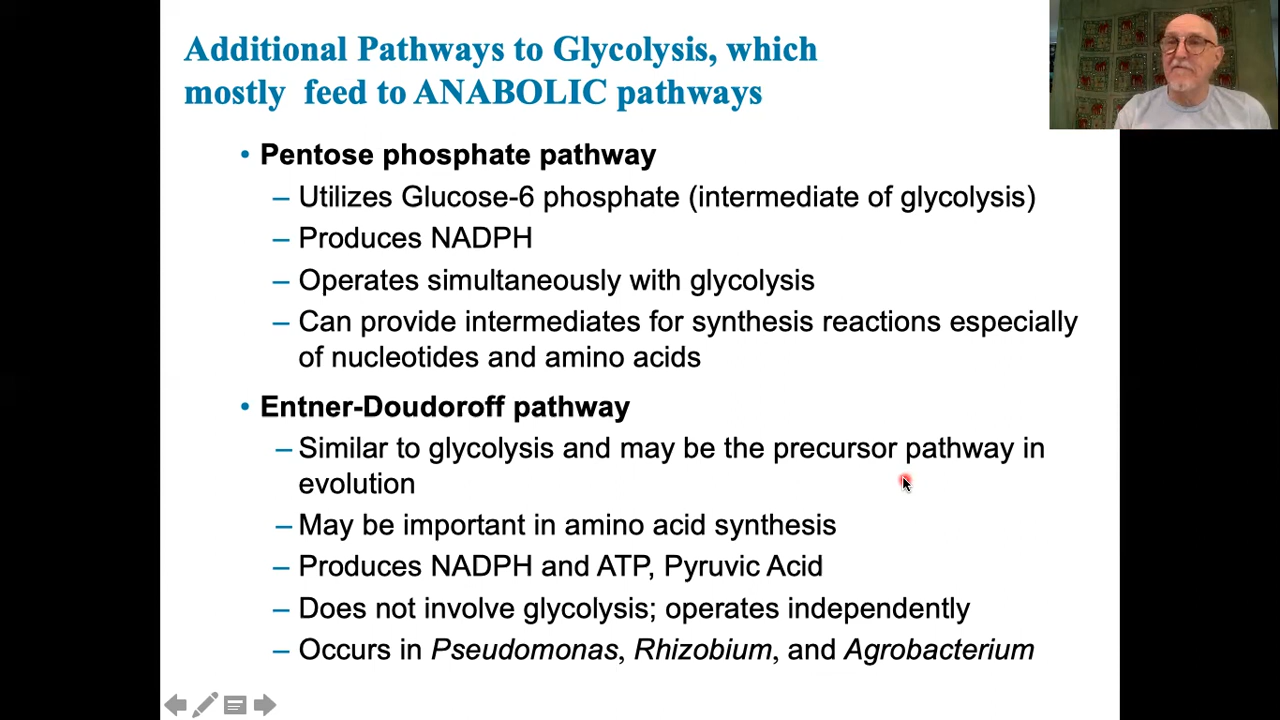 Additional Pathways to Glycolysis, which
mostly feed to ANABOLIC pathways
• Pentose phosphate pathway
– Utilizes Glucose-6 phosphate (intermediate of glycolysis)
– Produces NADPH
– Operates simultaneously with glycolysis
– Can provide intermediates for synthesis reactions especially
of nucleotides and amino acids
• Entner-Doudoroff pathway
– Similar to glycolysis and may be the precursor pathway in
evolution
– May be important in amino acid synthesis
– Produces NADPH and ATP, Pyruvic Acid
– Does not involve glycolysis; operates independently
– Occurs in Pseudomonas, Rhizobium, and Agrobacterium